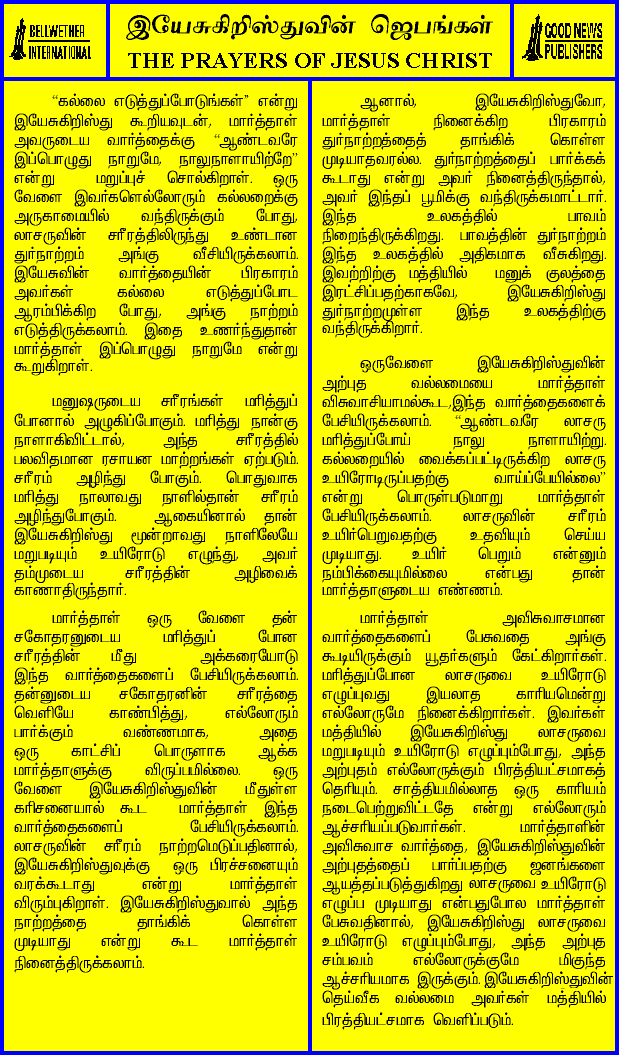 BELLWETHER
INTERNATIONAL
இயேசுகிறிஸ்துவின் ஜெபங்கள்
THE PRAYERS OF JESUS CHRIST
GOOD NEWS
PUBLISHERS
“கல்லை எடுத்துப்போடுங்கள்” என்று
இயேசுகிறிஸ்து கூறியவுடன், மார்த்தாள்
அவருடைய வார்த்தைக்கு “ஆண்டவரே
இப்பொழுது நாறுமே, நாலுநாளாயிற்றே”
என்று மறுப்புச் சொல்கிறாள். ஒரு
வேளை இவர்களெல்லோரும் கல்லறைக்கு
அருகாமையில் வந்திருக்கும் போது,
லாசருவின் சரீரத்திலிருந்து உண்டான
துர்நாற்றம் அங்கு வீசியிருக்கலாம்.
இயேசுவின் வார்த்தையின் பிரகாரம்
அவர்கள் கல்லை எடுத்துப்போட
ஆரம்பிக்கிற போது, அங்கு நாற்றம்
எடுத்திருக்கலாம். இதை உணர்ந்துதான்
மார்த்தாள் இப்பொழுது நாறுமே என்று
கூறுகிறாள்.
மனுஷருடைய சரீரங்கள் மரித்துப்
போனால் அழுகிப்போகும். மரித்து நான்கு
நாளாகிவிட்டால், அந்த சரீரத்தில்
பலவிதமான ரசாயன மாற்றங்கள் ஏற்படும்.
சரீரம் அழிந்து போகும். பொதுவாக
மரித்து நாலாவது நாளில்தான் சரீரம்
அழிந்துபோகும். ஆகையினால் தான்
இயேசுகிறிஸ்து மூன்றாவது நாளிலேயே
மறுபடியும் உயிரோடு எழுந்து, அவர்
தம்முடைய சரீரத்தின் அழிவைக்
காணாதிருந்தார்.
மார்த்தாள் ஒரு வேளை தன்
சகோதரனுடைய மரித்துப் போன
சரீரத்தின் மீது அக்கரையோடு
இந்த வார்த்தைகளைப் பேசியிருக்கலாம்.
தன்னுடைய சகோதரனின் சரீரத்தை
வெளியே காண்பித்து, எல்லோரும்
பார்க்கும் வண்ணமாக, அதை
ஒரு காட்சிப் பொருளாக ஆக்க
மார்த்தாளுக்கு விருப்பமில்லை. ஒரு
வேளை இயேசுகிறிஸ்துவின் மீதுள்ள
கரிசனையால் கூட மார்த்தாள் இந்த
வார்த்தைகளைப் பேசியிருக்கலாம்.
லாசருவின் சரீரம் நாற்றமெடுப்பதினால்,
இயேசுகிறிஸ்துவுக்கு ஒரு பிரச்சனையும்
வரக்கூடாது என்று மார்த்தாள்
விரும்புகிறாள். இயேசுகிறிஸ்துவால் அந்த
நாற்றத்தை தாங்கிக் கொள்ள
முடியாது என்று கூட மார்த்தாள்
நினைத்திருக்கலாம்.
ஆனால், இயேசுகிறிஸ்துவோ,
மார்த்தாள் நினைக்கிற பிரகாரம்
துர்நாற்றத்தைத் தாங்கிக் கொள்ள
முடியாதவரல்ல. துர்நாற்றத்தைப் பார்க்கக்
கூடாது என்று அவர் நினைத்திருந்தால்,
அவர் இந்தப் பூமிக்கு வந்திருக்கமாட்டார்.
இந்த உலகத்தில் பாவம்
நிறைந்திருக்கிறது. பாவத்தின் துர்நாற்றம்
இந்த உலகத்தில் அதிகமாக வீசுகிறது.
இவற்றிற்கு மத்தியில் மனுக் குலத்தை
இரட்சிப்பதற்காகவே, இயேசுகிறிஸ்து
துர்நாற்றமுள்ள இந்த உலகத்திற்கு
வந்திருக்கிறார்.
ஒருவேளை இயேசுகிறிஸ்துவின்
அற்புத வல்லமையை மார்த்தாள்
விசுவாசியாமல்கூட,இந்த வார்த்தைகளைக்
பேசியிருக்கலாம். “ஆண்டவரே லாசரு
மரித்துப்போய் நாலு நாளாயிற்று.
கல்லறையில் வைக்கப்பட்டிருக்கிற லாசரு
உயிரோடிருப்பதற்கு வாய்ப்பேயில்லை”
என்று பொருள்படுமாறு மார்த்தாள்
பேசியிருக்கலாம். லாசருவின் சரீரம்
உயிர்பெறுவதற்கு உதவியும் செய்ய
முடியாது. உயிர் பெறும் என்னும்
நம்பிக்கையுமில்லை என்பது தான்
மார்த்தாளுடைய எண்ணம்.
மார்த்தாள் அவிசுவாசமான
வார்த்தைகளைப் பேசுவதை அங்கு
கூடியிருக்கும் யூதர்களும் கேட்கிறார்கள்.
மரித்துப்போன லாசருவை உயிரோடு
எழுப்புவது இயலாத காரியமென்று
எல்லோருமே நினைக்கிறார்கள். இவர்கள்
மத்தியில் இயேசுகிறிஸ்து லாசருவை
மறுபடியும் உயிரோடு எழுப்பும்போது, அந்த
அற்புதம் எல்லோருக்கும் பிரத்தியட்சமாகத்
தெரியும். சாத்தியமில்லாத ஒரு காரியம்
நடைபெற்றுவிட்டதே என்று எல்லோரும்
ஆச்சரியப்படுவார்கள். மார்த்தாளின்
அவிசுவாச வார்த்தை, இயேசுகிறிஸ்துவின்
அற்புதத்தைப் பார்ப்பதற்கு ஜனங்களை
ஆயத்தப்படுத்துகிறது லாசருவை உயிரோடு
எழுப்ப முடியாது என்பதுபோல மார்த்தாள்
பேசுவதினால், இயேசுகிறிஸ்து லாசருவை
உயிரோடு எழுப்பும்போது, அந்த அற்புத
சம்பவம் எல்லோருக்குமே மிகுந்த
ஆச்சரியமாக இருக்கும். இயேசுகிறிஸ்துவின்
தெய்வீக வல்லமை அவர்கள் மத்தியில்
பிரத்தியட்சமாக வெளிப்படும்.